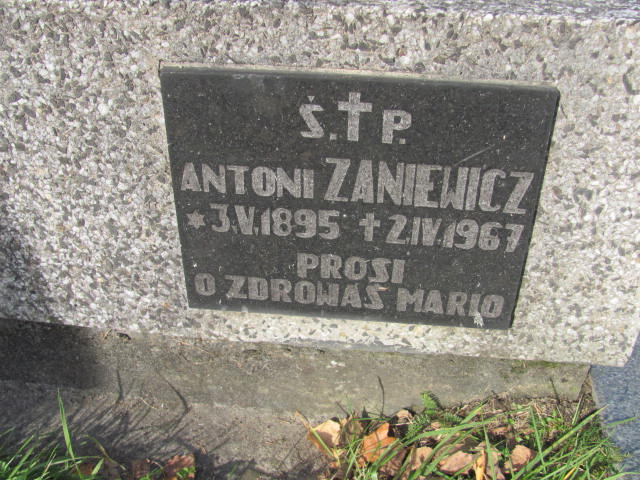 Ś.✝P.
ANTONI ZANIEWICZ
*3.V.1895 ✝2.IV.1967
PROSI
O ZDROWAŚ MARIO